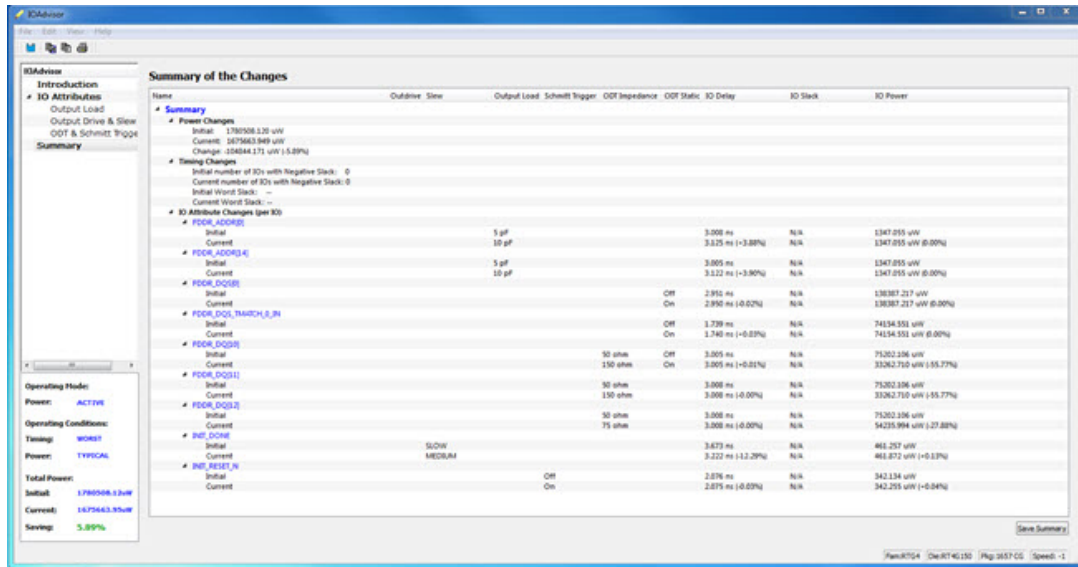 IOAdvisor
File Edit View Help
IOAdvisor
Introduction
IO Attributes
Output Load
Output Drive & Slew
ODT & Schmitt Trigge
Summary
Operating Mode:
Power: ACTIVE
Operating Conditions:
Timing: WORST
Power: TYPICAL
Total Power:
Initial: 1780508.12uW
Current: 1675663.95uW
Saving: 5.89%
Summary of the Changes
Name Outdrive Slew Output Load Schmitt Trigger ODT Impedance ODT Static IO Delay IO Slack IO Power
Summary
Power Changes
Initial: 1780508.120 uW
Current: 1675663.949 uW
Change: -104844.171 uW (-5.89%)
Timing Changes
Initial number of IOs with Negative Slack: 0
Current number of IOs with Negative Slack: 0
Initial Worst Slack: --
Current Worst Slack: --
IO Attribute Changes (per IO)
FDDR_ADDR[0]
Initial 5 pF 3.008 ns N/A 1347.055 uW
Current 10 pF 3.125 ns (+3.88%) N/A 1347.055 uW (0.00%)
FDDR_ADDR[14]
Initial 5 pF 3.005 ns N/A 1347.055 uW
Current 10 pF 3.122 ns (+3.90%) N/A 1347.055 uW (0.00%)
FDDR_DQS[0]
Initial Off 2.951 ns N/A 138387.217 uW
Current On 2.950 ns (-0.02%) N/A 138387.217 uW (0.00%)
FDDR_DQS_TMATCH_0_IN
Initial Off 1.739 ns N/A 74154.551 uW
Current On 1.740 ns (+0.03%) N/A 74154.551 uW (0.00%)
FDDR_DQ[10]
Initial 50 ohm Off 3.005 ns N/A 75202.106 uW
Current 150 ohm On 3.005 ns (+0.01%) N/A 33262.710 uW (-55.77%)
FDDR_DQ[11]
Initial 50 ohm 3.008 ns N/A 75202.106 uW
Current 150 ohm 3.008 ns (-0.00%) N/A 33262.710 uW (-55.77%)
FDDR_DQ[12]
Initial 50 ohm 3.008 ns N/A 75202.106 uW
Current 75 ohm 3.008 ns (-0.00%) N/A 54235.994 uW (-27.88%)
INIT_DONE
Initial SLOW 3.673 ns N/A 461.257 uW
Current MEDIUM 3.222 ns (-12.29%) N/A 461.872 uW (+0.13%)
INIT_RESET_N
Initial Off 2.076 ns N/A 342.134 uW
Current On 2.075 ns (-0.03%) N/A 342.255 uW (+0.04%)
Save Summary
Fam:RTG4 Die:RT4G150 Pkg:1657 CG Speed: -1